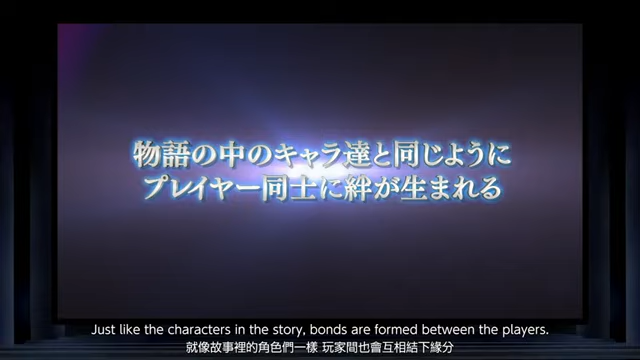 物語の中のキャラ達と同じように
プレイヤー同士に絆が生まれる
Just like the characters in the story, bonds are formed between the players.
就像故事裡的角色們一樣 玩家間也會互相結下緣分